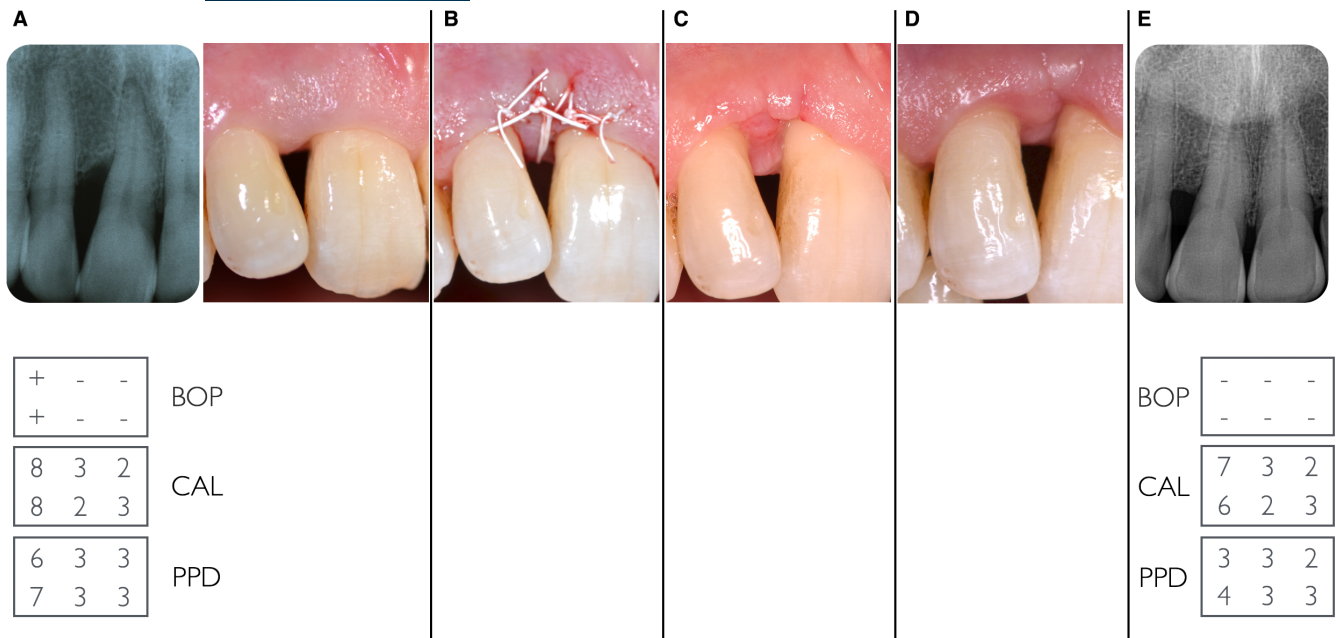 A
B
C
D
E
+ - -
+ - -
BOP
8 3 2
8 2 3
CAL
6 3 3
7 3 3
PPD
BOP
- - -
- - -
CAL
7 3 2
6 2 3
PPD
3 3 2
4 3 3